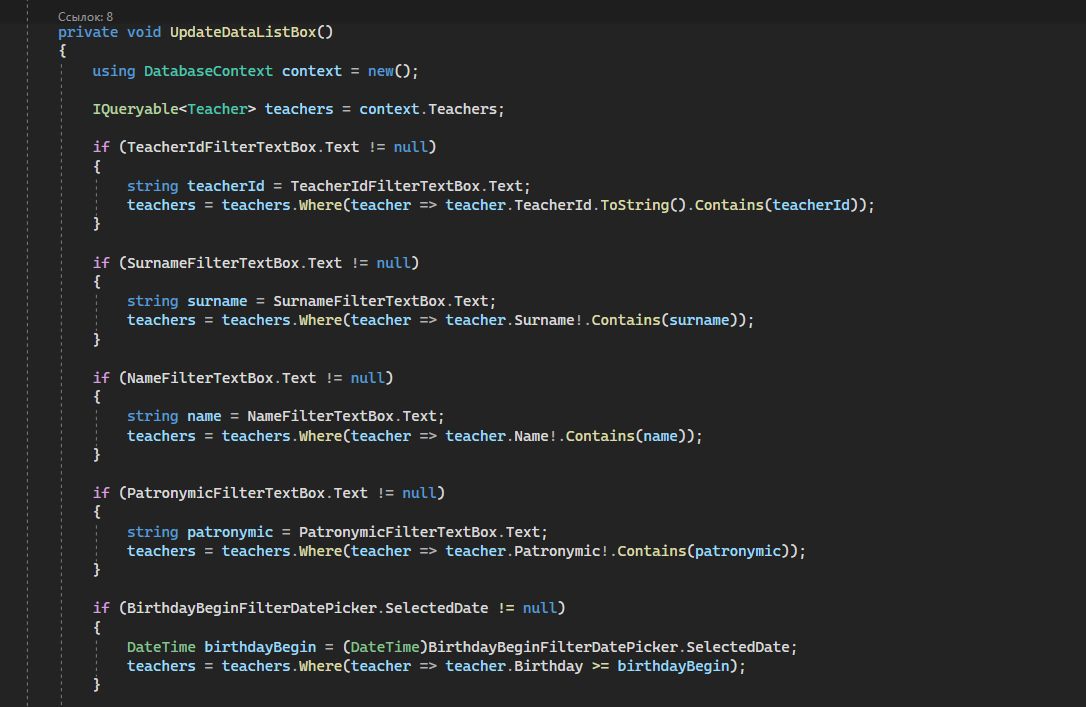 Ссылок: 8
private void UpdateDataListBox()
{
using DatabaseContext context = new();
IQueryable<Teacher> teachers = context.Teachers;
if (TeacherIdFilterTextBox.Text != null)
{
string teacherId = TeacherIdFilterTextBox.Text;
teachers = teachers.Where(teacher => teacher.TeacherId.ToString().Contains(teacherId));
}
if (SurnameFilterTextBox.Text != null)
{
string surname = SurnameFilterTextBox.Text;
teachers = teachers.Where(teacher => teacher.Surname!.Contains(surname));
}
if (NameFilterTextBox.Text != null)
{
string name = NameFilterTextBox.Text;
teachers = teachers.Where(teacher => teacher.Name!.Contains(name));
}
if (PatronymicFilterTextBox.Text != null)
{
string patronymic = PatronymicFilterTextBox.Text;
teachers = teachers.Where(teacher => teacher.Patronymic!.Contains(patronymic));
}
if (BirthdayBeginFilterDatePicker.SelectedDate != null)
{
DateTime birthdayBegin = (DateTime)BirthdayBeginFilterDatePicker.SelectedDate;
teachers = teachers.Where(teacher => teacher.Birthday >= birthdayBegin);
}